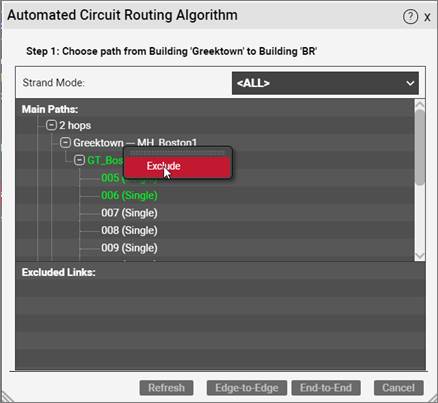 Automated Circuit Routing Algorithm ? x
Step 1: Choose path from Building 'Greektown' to Building 'BR'
Strand Mode: <ALL>
Main Paths:
2 hops
Greektown — MH_Boston1
GT_Bos
Exclude
005 (Single)
006 (Single)
007 (Single)
008 (Single)
009 (Single)
Excluded Links:
Refresh Edge-to-Edge End-to-End Cancel